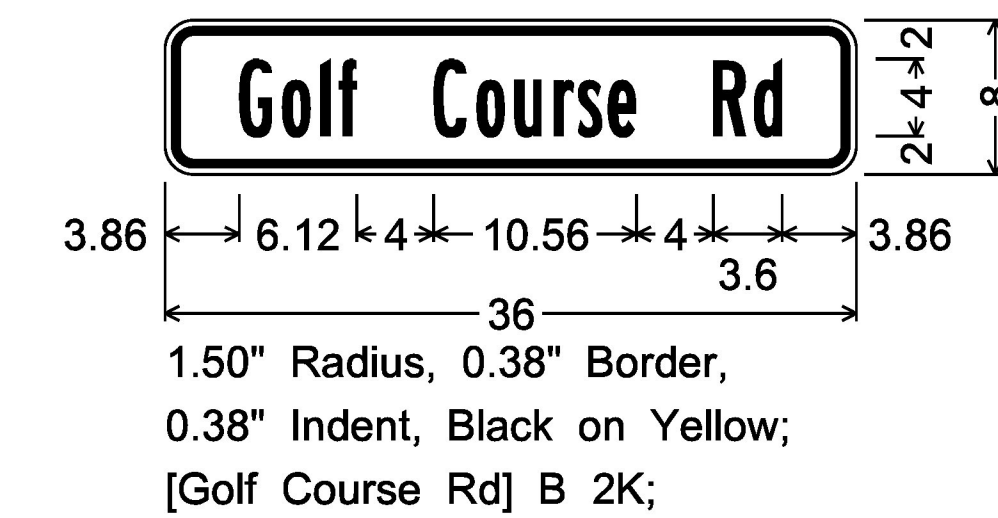 Golf Course Rd
2
4
2
8
3.86 6.12 4 10.56 4 3.86
3.6
36
1.50" Radius, 0.38" Border,
0.38" Indent, Black on Yellow;
[Golf Course Rd] B 2K;